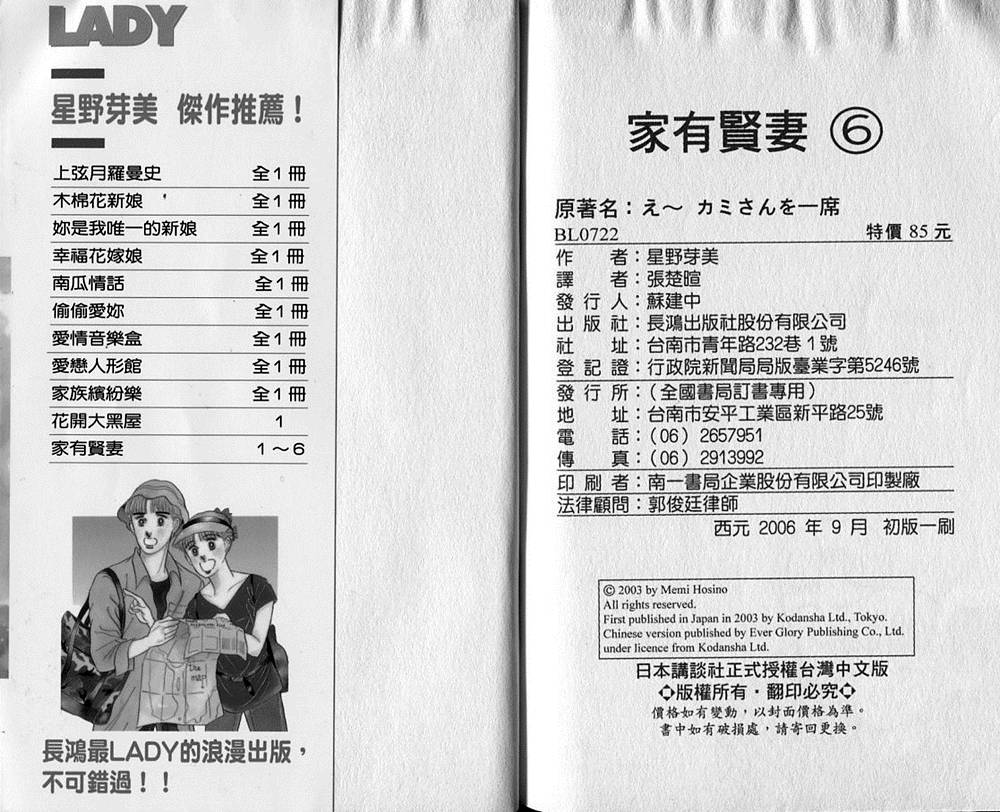 LADY
星野芽美 傑作推薦！
上弦月羅曼史 全1冊
木棉花新娘 全1冊
妳是我唯一的新娘 全1冊
幸福花嫁娘 全1冊
南瓜情話 全1冊
偷偷愛妳 全1冊
愛情音樂盒 全1冊
愛戀人形館 全1冊
家族繽紛樂 全1冊
花開大黑屋 1
家有賢妻 1～6
the
map
長鴻最LADY的浪漫出版，
不可錯過！！
家有賢妻 ⑥
原著名：え～ カミさんを一席
BL0722 特價 85 元
作者：星野芽美
譯者：張楚暄
發行人：蘇建中
出版社：長鴻出版社股份有限公司
社址：台南市青年路232巷1號
登記證：行政院新聞局局版臺業字第5246號
發行所：（全國書局訂書專用）
地址：台南市安平工業區新平路25號
電話：（06）2657951
傳真：（06）2913992
印刷者：南一書局企業股份有限公司印製廠
法律顧問：郭俊廷律師
西元 2006 年 9 月 初版一刷
© 2003 by Memi Hosino
All rights reserved.
First published in Japan in 2003 by Kodansha Ltd., Tokyo.
Chinese version published by Ever Glory Publishing Co., Ltd.
under licence from Kodansha Ltd.
日本講談社正式授權台灣中文版
◇版權所有・翻印必究◇
價格如有變動，以封面價格為準。
書中如有破損處，請寄回更換。